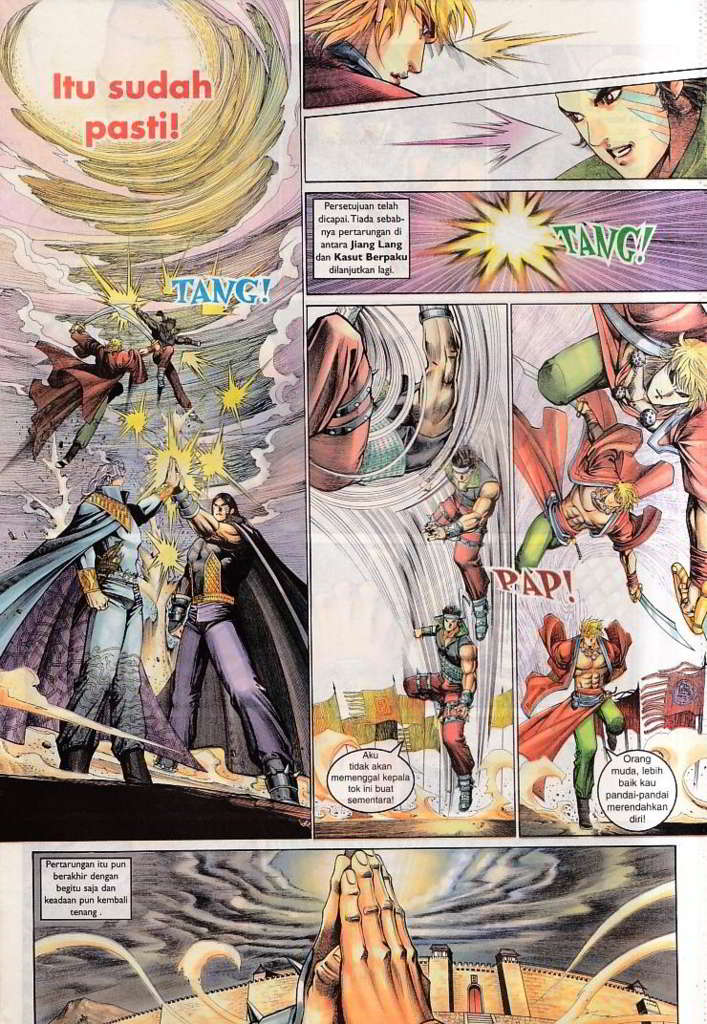 Itu sudah
pasti!
TANG!
Persetujuan telah
dicapai. Tiada sebab-
nya pertarungan di
antara Jiang Lang
dan Kasut Berpaku
dilanjutkan lagi.
TANG!
PAP!
Aku
tidak akan
memenggal kepala
tok ini buat
sementara!
Orang
muda, lebih
baik kau
pandai-pandai
merendahkan
diri!
Pertarungan itu pun
berakhir dengan
begitu saja dan
keadaan pun kembali
tenang .